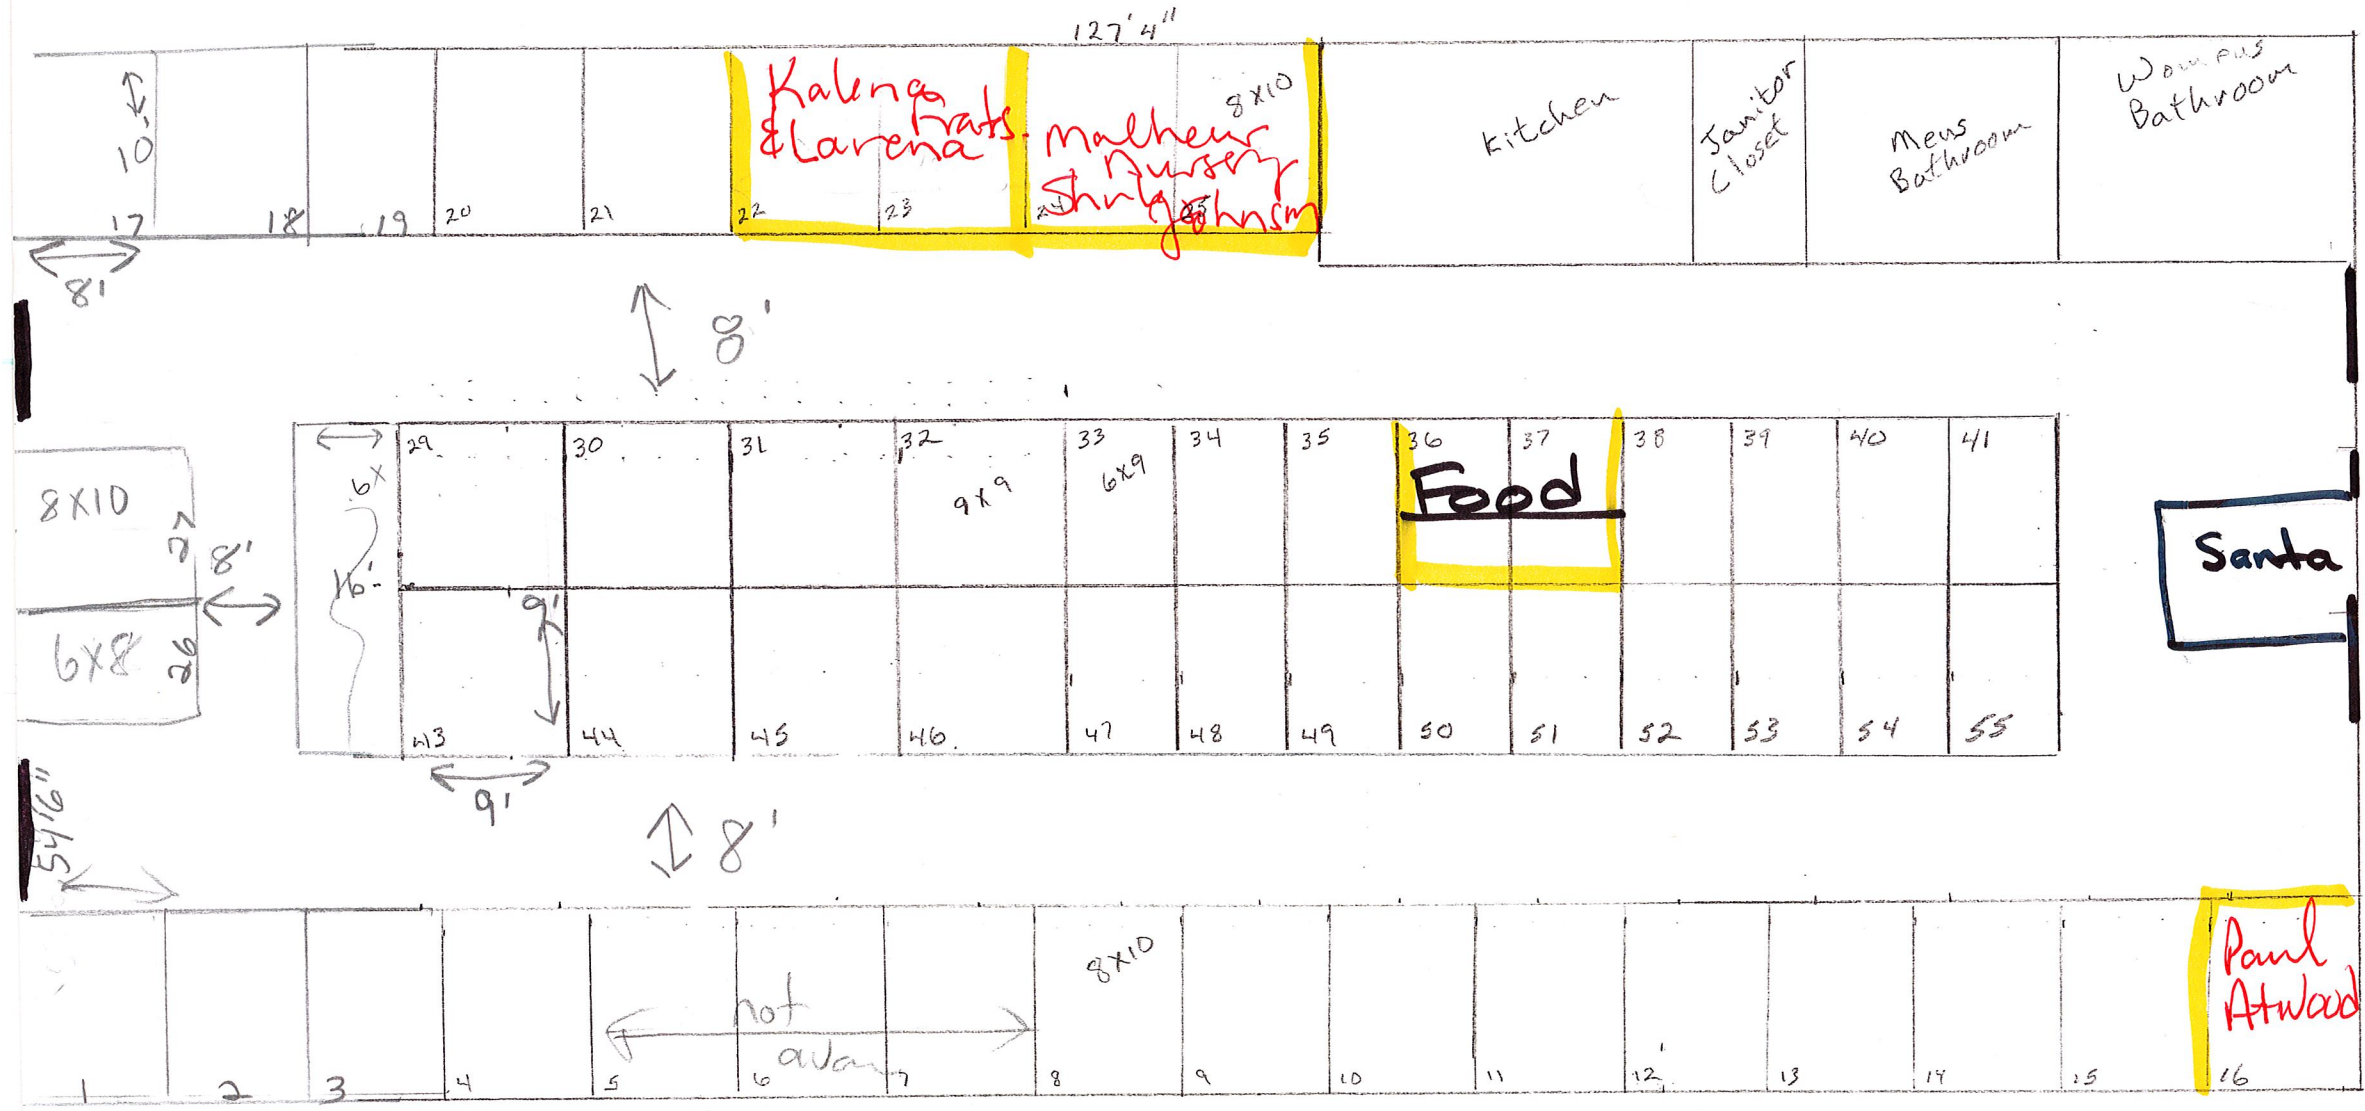 127'4"
10'
8x10
Kalena
Krats.
& Larena
Malheur
Nursery
Johnson
Kitchen
Janitor
Closet
Mens
Bathroom
Womens
Bathroom
17 18 19 20 21 22 23 24 25
8'
8'
29 30 31 32 33 34 35 36 37 38 39 40 41
6x
16'
9x9
6x9
Food
8x10
27
8'
6x8
26
9'
Santa
43 44 45 46 47 48 49 50 51 52 53 54 55
9'
54'6"
8'
8x10
not
Paul
Atwood
1 2 3 4 5 6 7 8 9 10 11 12 13 14 15 16